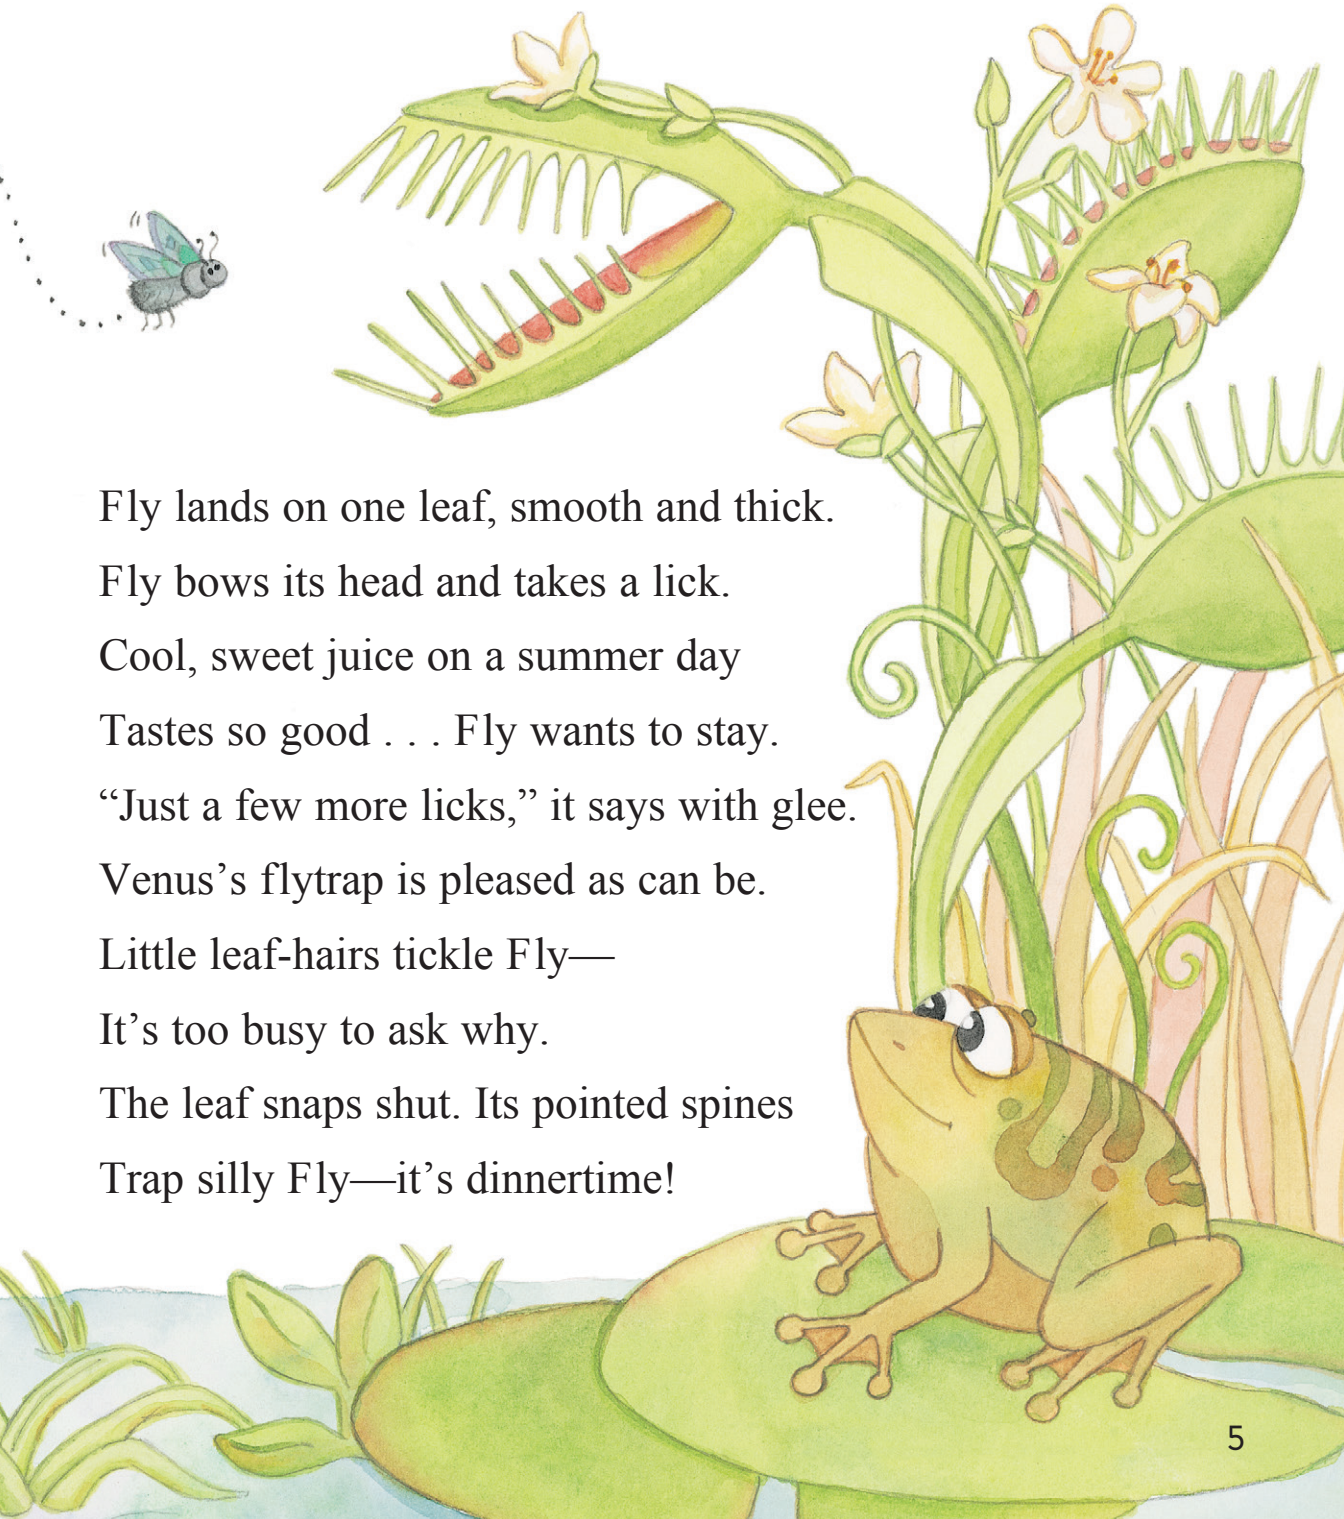 Fly lands on one leaf, smooth and thick.
Fly bows its head and takes a lick.
Cool, sweet juice on a summer day
Tastes so good . . . Fly wants to stay.
“Just a few more licks,” it says with glee.
Venus’s flytrap is pleased as can be.
Little leaf-hairs tickle Fly—
It’s too busy to ask why.
The leaf snaps shut. Its pointed spines
Trap silly Fly—it’s dinnertime!
5